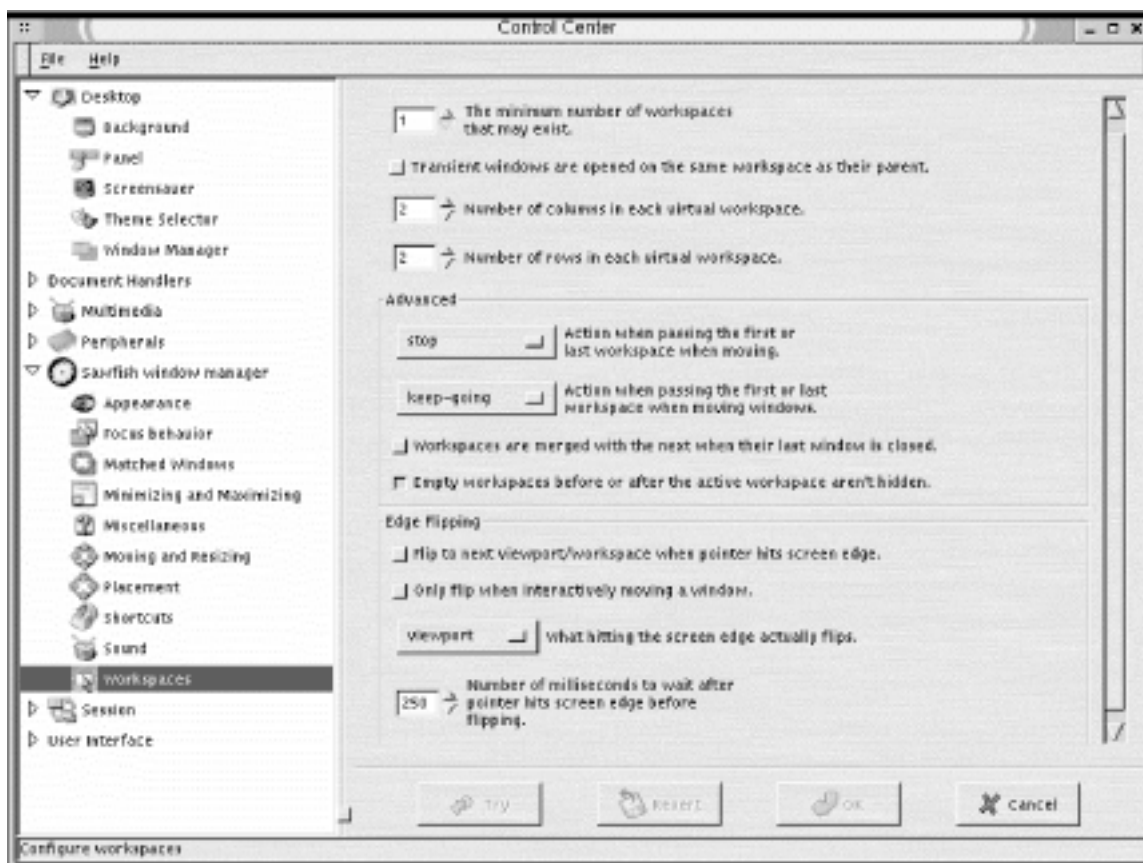 Control Center
File Help
Desktop
Background
Panel
Screensaver
Theme Selector
Window Manager
Document Handlers
Multimedia
Peripherals
Sawfish window manager
Appearance
Focus behavior
Matched Windows
Minimizing and Maximizing
Miscellaneous
Moving and Resizing
Placement
Shortcuts
Sound
Workspaces
Session
User Interface
1 The minimum number of workspaces
that may exist.
Transient windows are opened on the same workspace as their parent.
2 Number of columns in each virtual workspace.
2 Number of rows in each virtual workspace.
Advanced
stop Action when passing the first or
last workspace when moving.
keep-going Action when passing the first or last
workspace when moving windows.
Workspaces are merged with the next when their last window is closed.
Empty workspaces before or after the active workspace aren't hidden.
Edge Flipping
Flip to next viewport/workspace when pointer hits screen edge.
Only flip when interactively moving a window.
viewport What hitting the screen edge actually flips.
250 Number of milliseconds to wait after
pointer hits screen edge before
flipping.
Try Revert OK Cancel
Configure workspaces